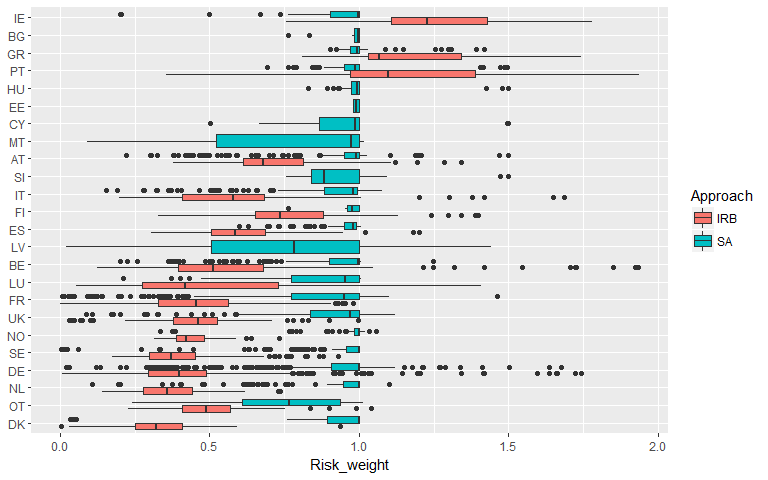 IE
BG
GR
PT
HU
EE
CY
MT
AT
SI
IT
FI
ES
LV
BE
LU
FR
UK
NO
SE
DE
NL
OT
DK
0.0 0.5 1.0 1.5 2.0
Risk_weight
Approach
IRB
SA